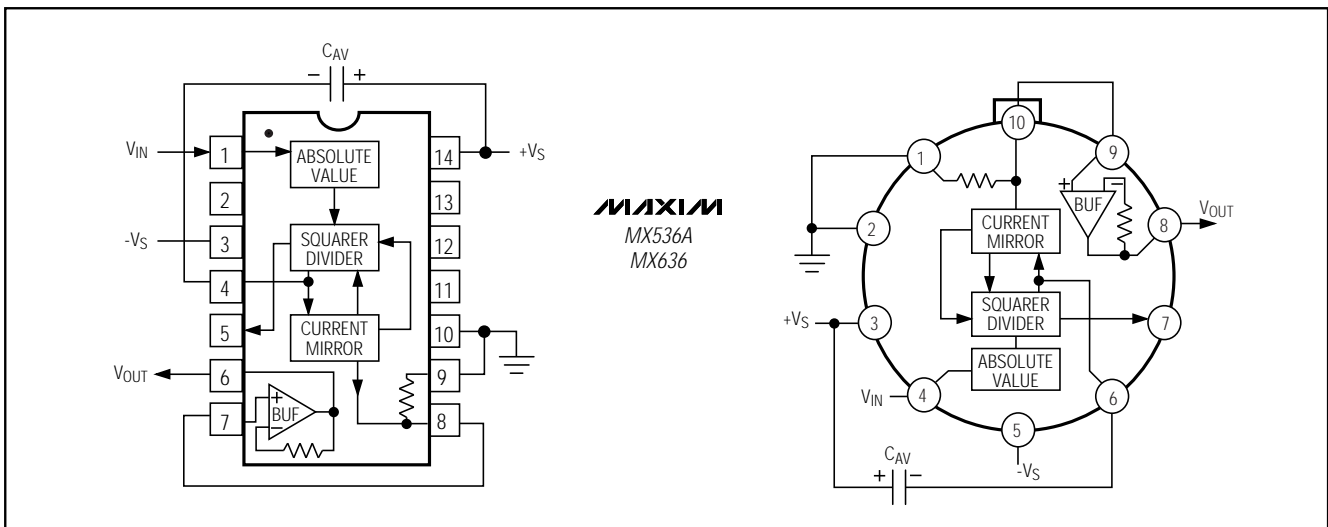 CAV
− +
VIN
1
ABSOLUTE
VALUE
14
+VS
2
13
-VS
3
SQUARER
DIVIDER
12
4
11
5
CURRENT
MIRROR
10
VOUT
6
+
BUF
−
9
7
8
MAXIM
MX536A
MX636
10
1
9
+ −
BUF
2
CURRENT
MIRROR
8
VOUT
+VS
3
SQUARER
DIVIDER
7
ABSOLUTE
VALUE
VIN
4
6
5
-VS
CAV
+ −